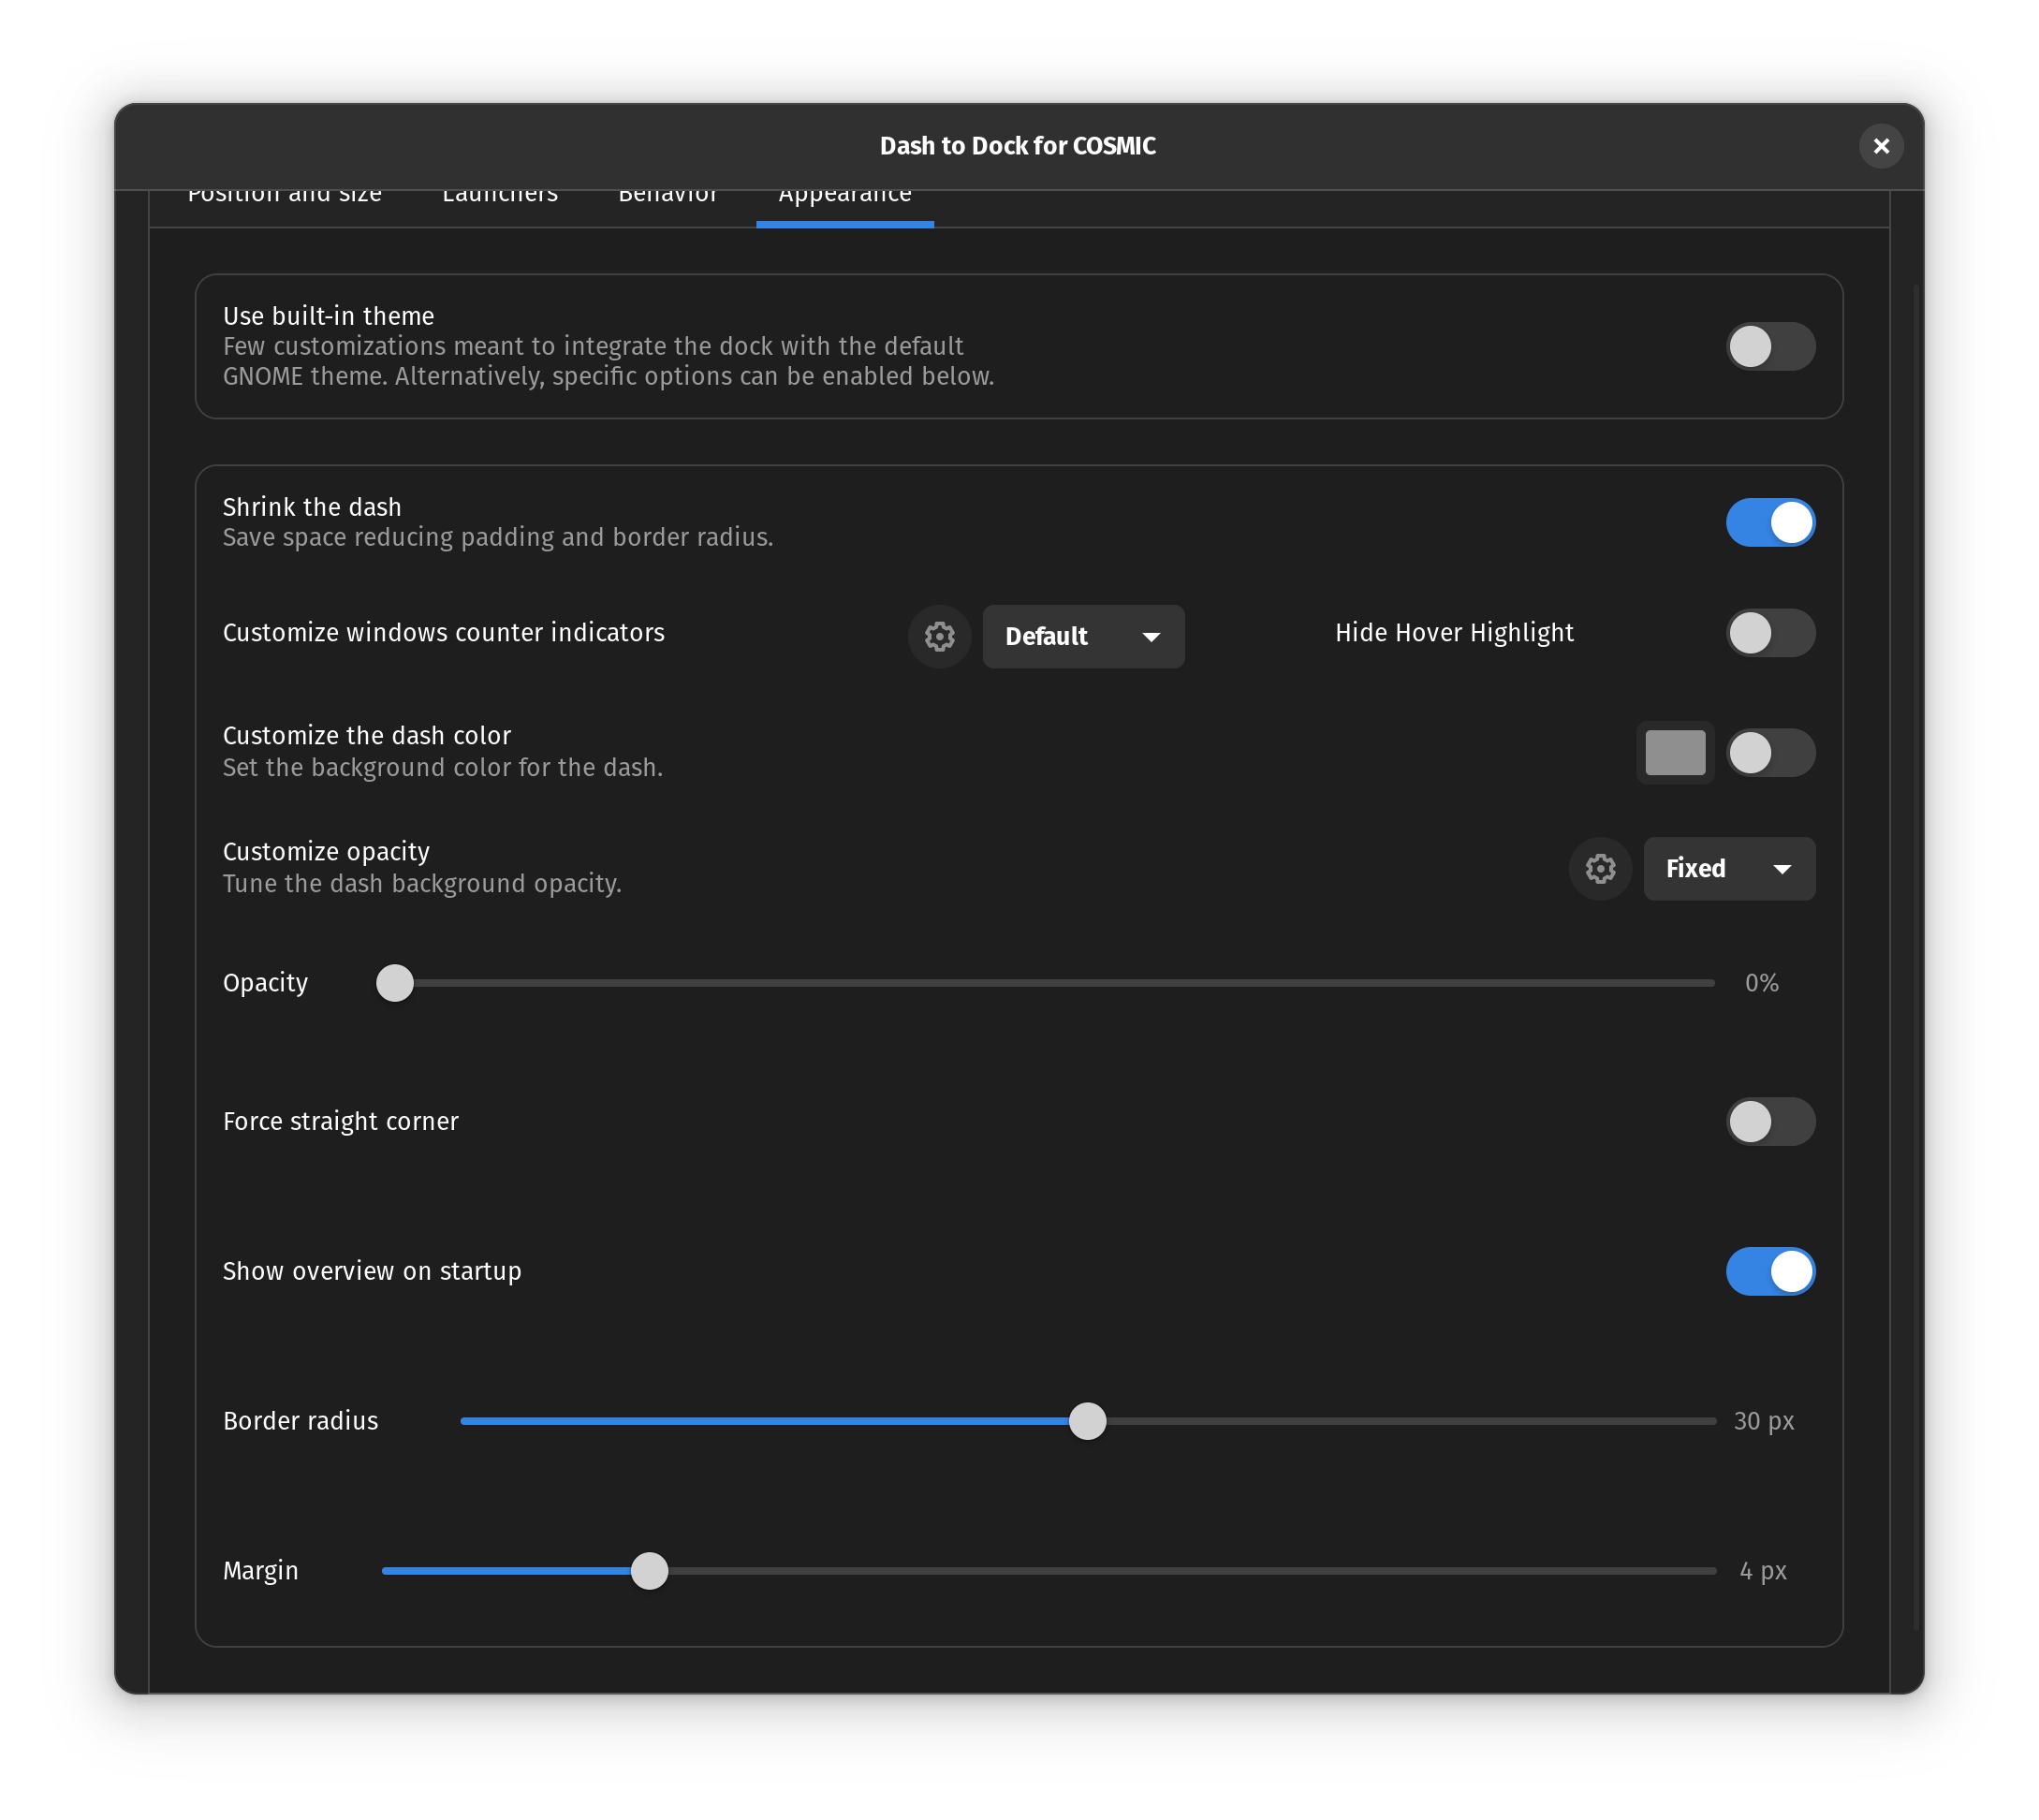 Dash to Dock for COSMIC
Position and size Launchers Behavior Appearance
Use built-in theme
Few customizations meant to integrate the dock with the default
GNOME theme. Alternatively, specific options can be enabled below.
Shrink the dash
Save space reducing padding and border radius.
Customize windows counter indicators Default Hide Hover Highlight
Customize the dash color
Set the background color for the dash.
Customize opacity
Tune the dash background opacity.
Fixed
Opacity 0%
Force straight corner
Show overview on startup
Border radius 30 px
Margin 4 px